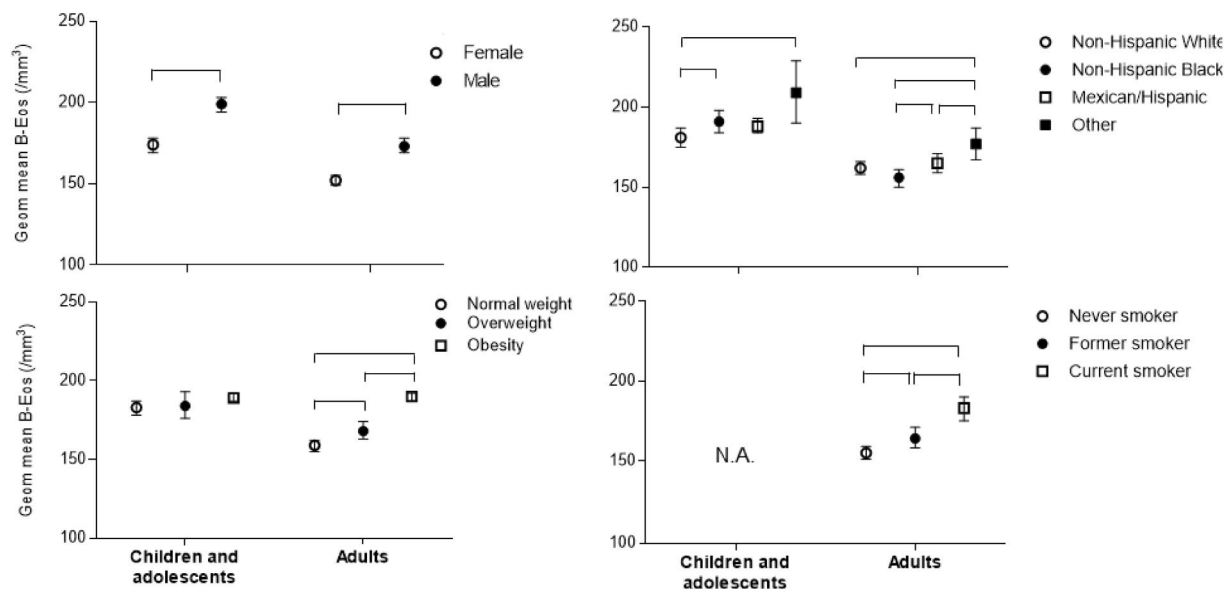 250
200
150
100
Geom mean B-Eos (/mm³)
Female
Male
250
200
150
100
Non-Hispanic White
Non-Hispanic Black
Mexican/Hispanic
Other
250
200
150
100
Geom mean B-Eos (/mm³)
Normal weight
Overweight
Obesity
Children and
adolescents
Adults
250
200
150
100
N.A.
Never smoker
Former smoker
Current smoker
Children and
adolescents
Adults